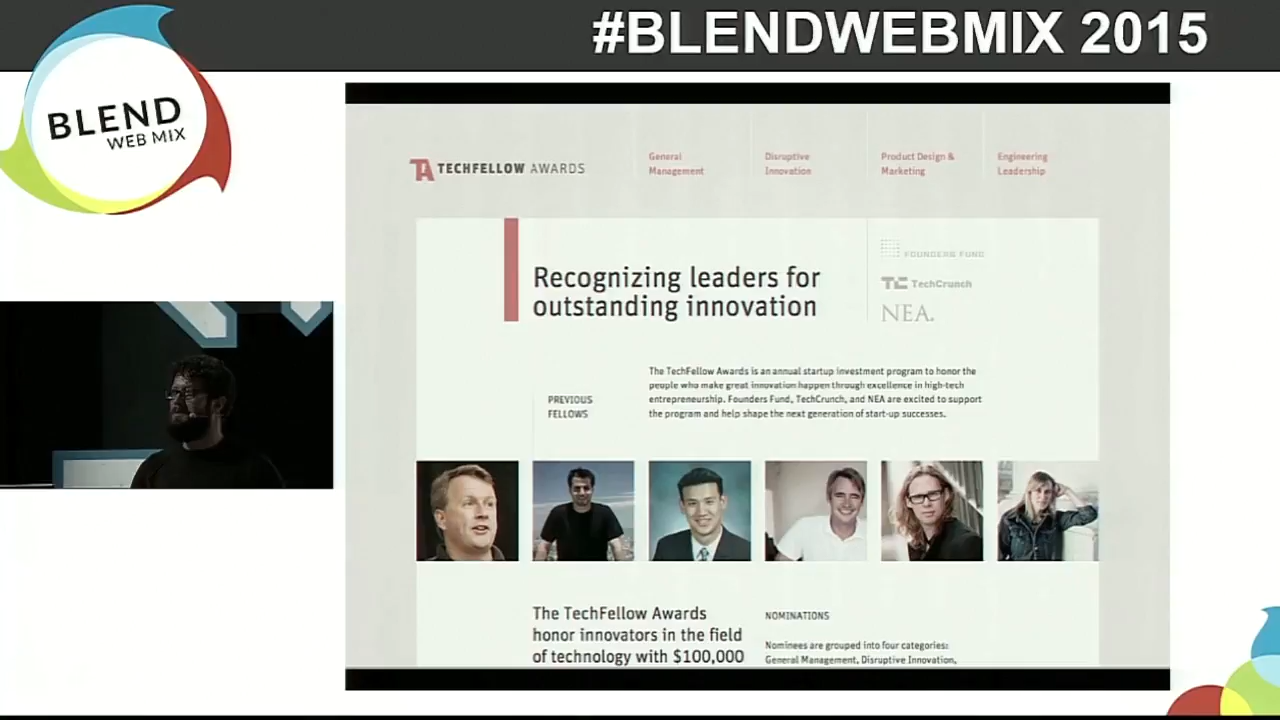 #BLENDWEBMIX 2015
BLEND
WEB MIX
TECHFELLOW AWARDS
General
Management
Disruptive
Innovation
Product Design &
Marketing
Engineering
Leadership
Recognizing leaders for
outstanding innovation
FOUNDERS FUND
TC TechCrunch
NEA.
The TechFellow Awards is an annual startup investment program to honor the
people who make great innovation happen through excellence in high-tech
entrepreneurship. Founders Fund, TechCrunch, and NEA are excited to support
the program and help shape the next generation of start-up successes.
PREVIOUS
FELLOWS
The TechFellow Awards
honor innovators in the field
of technology with $100,000
NOMINATIONS
Nominees are grouped into four categories:
General Management, Disruptive Innovation,